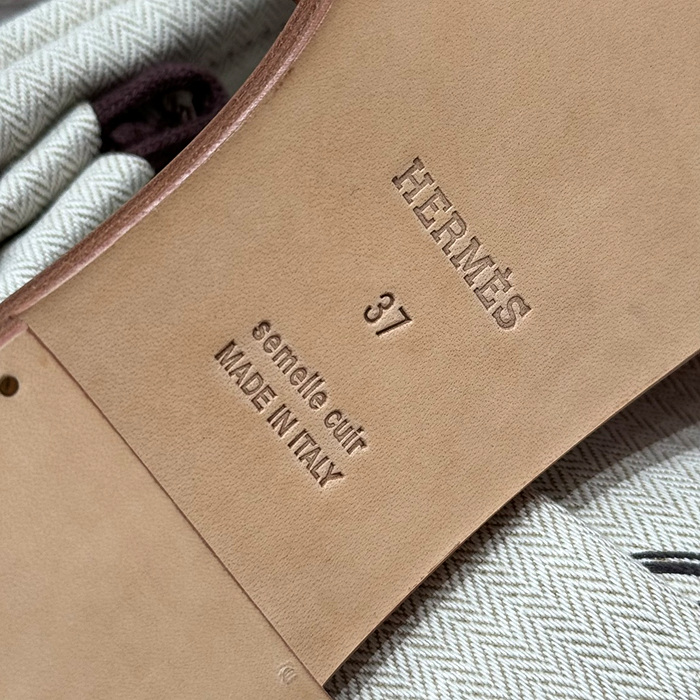 HERMÈS
37
semelle cuir
MADE IN ITALY